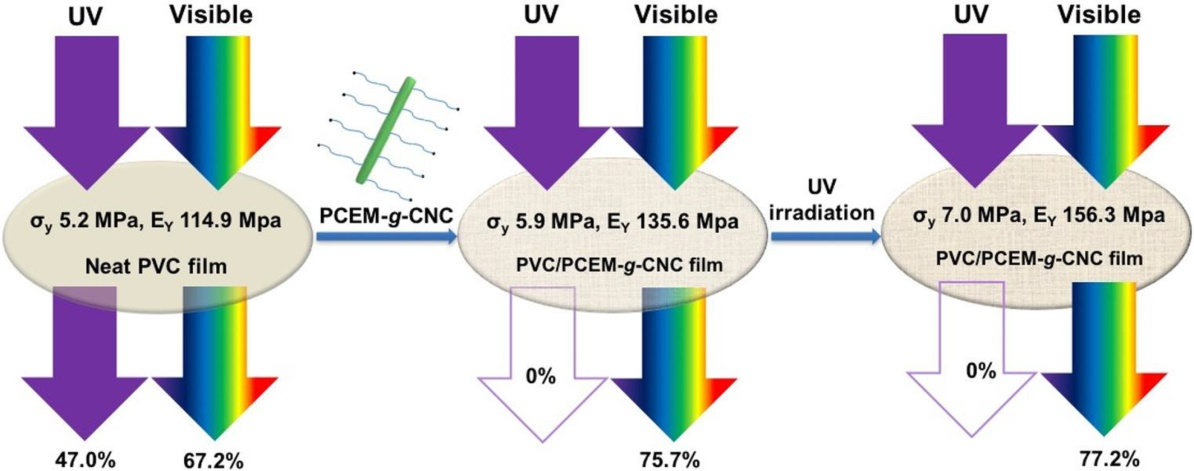 UV Visible UV Visible UV Visible
PCEM-g-CNC
UV
irradiation
σy 5.2 MPa, EY 114.9 Mpa
Neat PVC film
σy 5.9 MPa, EY 135.6 Mpa
PVC/PCEM-g-CNC film
σy 7.0 MPa, EY 156.3 Mpa
PVC/PCEM-g-CNC film
0%
0%
47.0% 67.2% 75.7% 77.2%